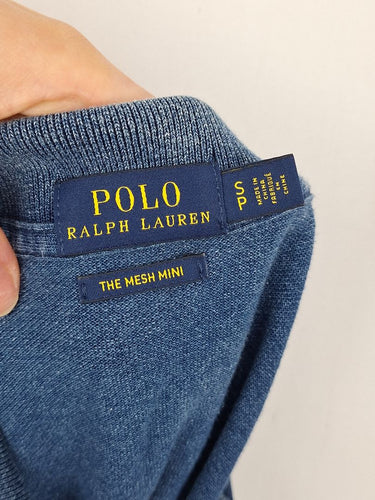 POLO
RALPH LAUREN
S
P
MADE IN
CHINA
FABRIQUÉ
EN
CHINE
THE MESH MINI